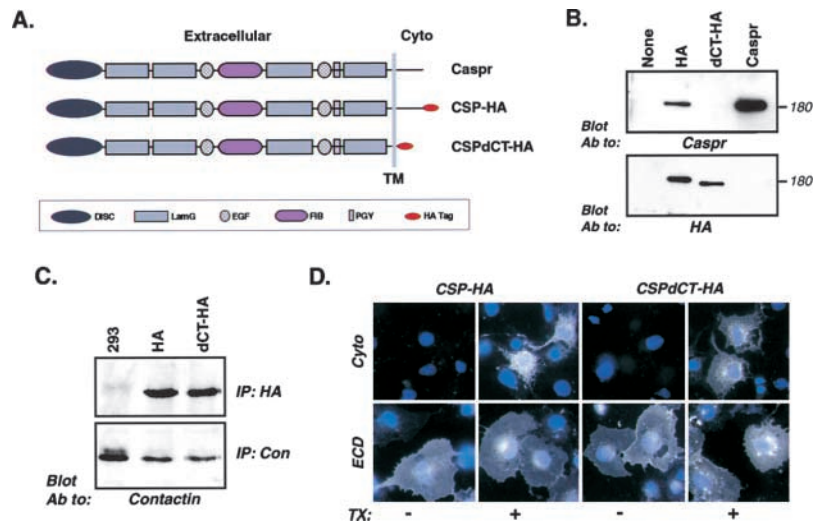 A.
Extracellular
Cyto
Caspr
CSP-HA
CSPdCT-HA
TM
DISC
LamG
EGF
FIB
PGY
HA Tag
B.
None
HA
dCT-HA
Caspr
180
Blot
Ab to:
Caspr
180
Blot
Ab to:
HA
C.
293
HA
dCT-HA
IP: HA
IP: Con
Blot
Ab to:
Contactin
D.
CSP-HA
CSPdCT-HA
Cyto
ECD
TX:
-
+
-
+